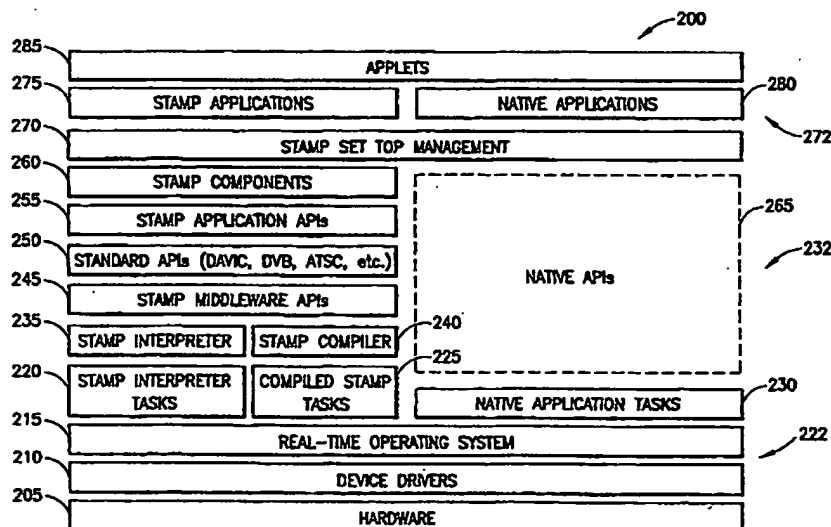 200
285
APPLETS
275
STAMP APPLICATIONS
NATIVE APPLICATIONS
280
270
STAMP SET TOP MANAGEMENT
272
260
STAMP COMPONENTS
255
STAMP APPLICATION APIs
265
250
STANDARD APIs (DAVIC, DVB, ATSC, etc.)
NATIVE APIs
232
245
STAMP MIDDLEWARE APIs
235
STAMP INTERPRETER
STAMP COMPILER
240
220
STAMP INTERPRETER
TASKS
COMPILED STAMP
TASKS
225
NATIVE APPLICATION TASKS
230
215
REAL-TIME OPERATING SYSTEM
222
210
DEVICE DRIVERS
205
HARDWARE